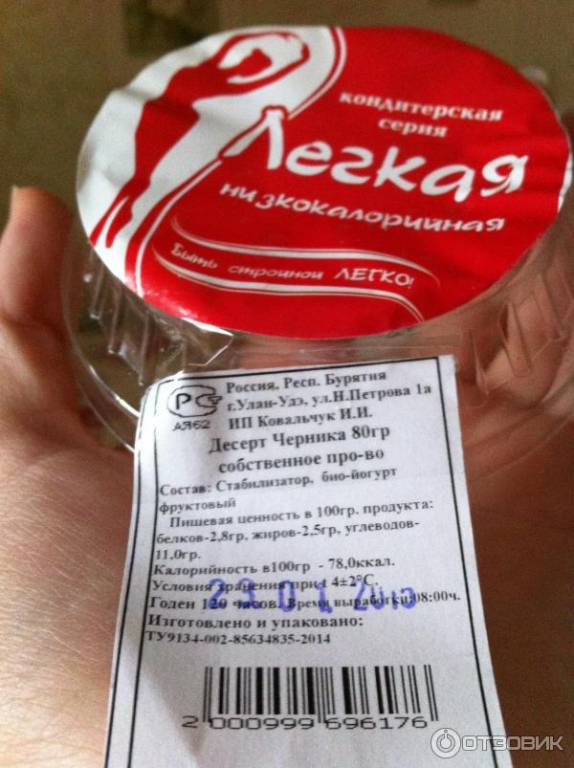 кондитерская
серия
Легкая
низкокалорийная
Быть стройной ЛЕГКО!
Россия, Респ. Бурятия
г.Улан-Удэ, ул.Н.Петрова 1а
ИП Ковальчук И.И.
АЯ62
Десерт Черника 80гр
собственное про-во
Состав: Стабилизатор, био-йогурт
фруктовый
Пищевая ценность в 100гр. продукта:
белков-2,8гр, жиров-2,5гр, углеводов-
11,0гр.
Калорийность в100гр - 78,0ккал.
Условия хранения при t 4±2°С.
Годен 120 часов. Время выработки:08:00ч.
Изготовлено и упаковано:
ТУ9134-002-85634835-2014
2 000999 696176
ОТЗОВИК